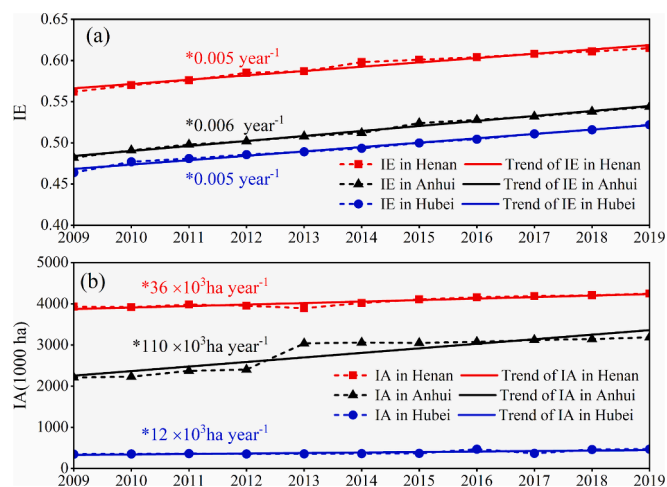 (a)
IE
0.65
0.60
0.55
0.50
0.45
0.40
*0.005 year-1
*0.006 year-1
*0.005 year-1
IE in Henan Trend of IE in Henan
IE in Anhui Trend of IE in Anhui
IE in Hubei Trend of IE in Hubei
2009 2010 2011 2012 2013 2014 2015 2016 2017 2018 2019
(b)
IA(1000 ha)
5000
4000
3000
2000
1000
0
*36 ×10³ha year-1
*110 ×10³ha year-1
*12 ×10³ha year-1
IA in Henan Trend of IA in Henan
IA in Anhui Trend of IA in Anhui
IA in Hubei Trend of IA in Hubei
2009 2010 2011 2012 2013 2014 2015 2016 2017 2018 2019